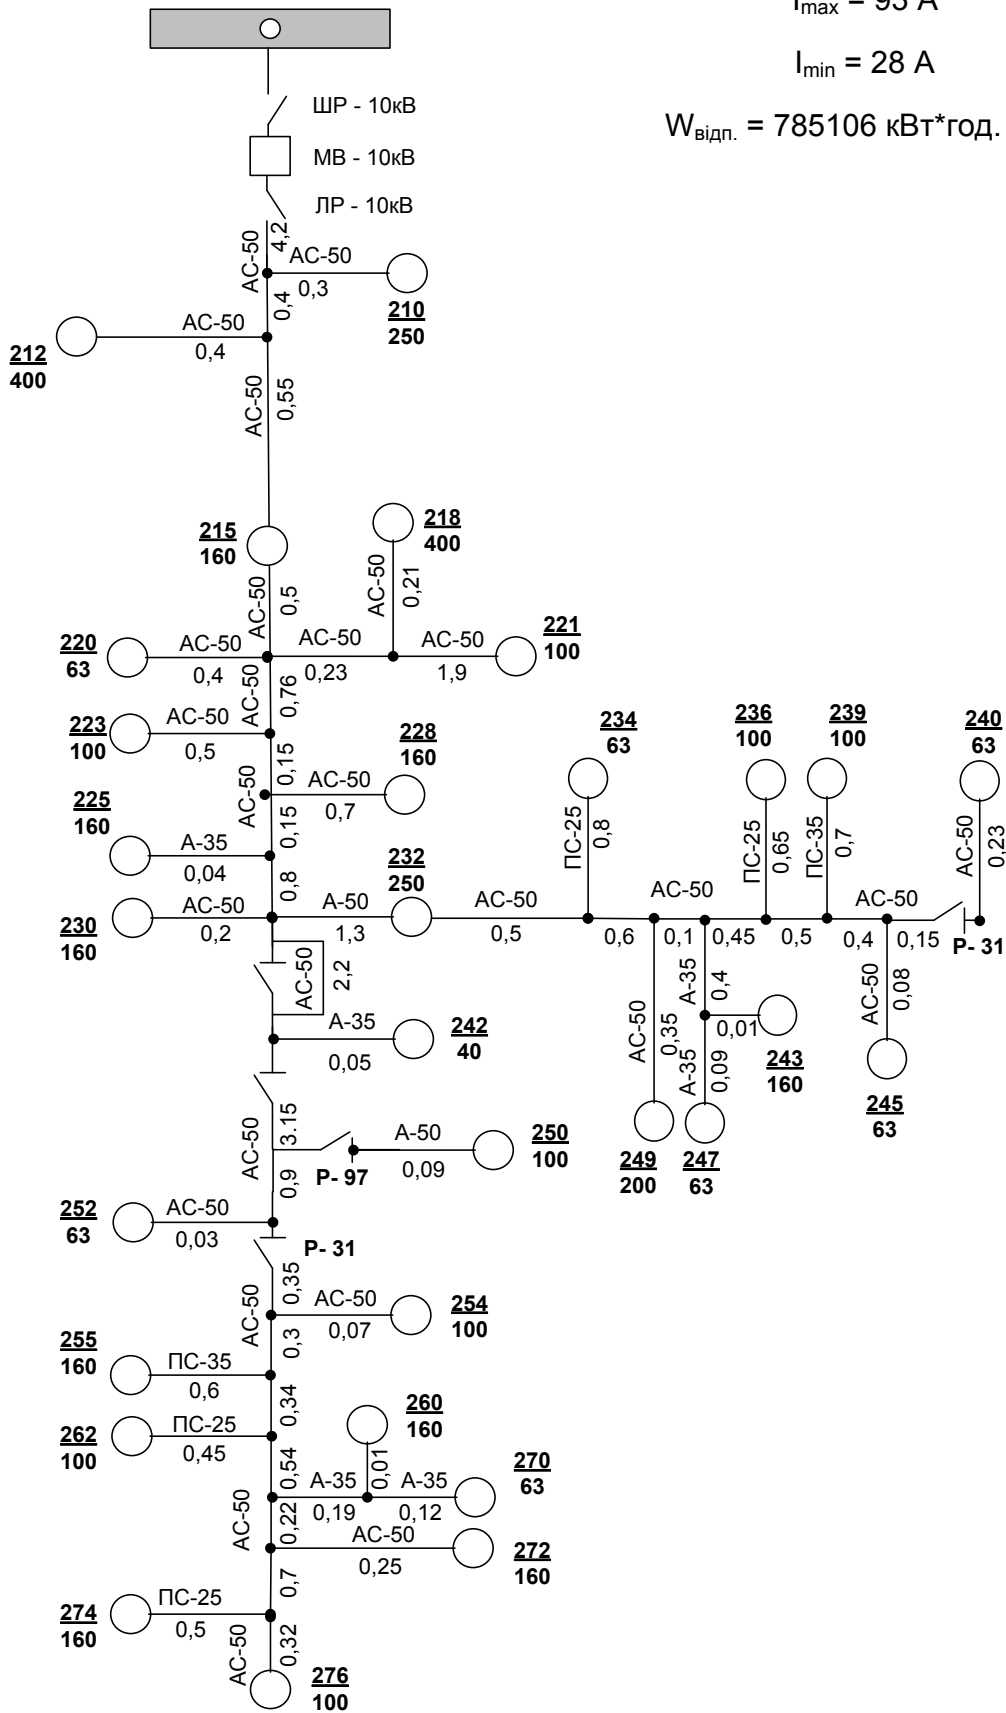 Imax = 93 А
Imin = 28 А
Wвідп. = 785106 кВт*год.
ШР - 10кВ
МВ - 10кВ
ЛР - 10кВ
АС-50
4,2
АС-50
0,3
210
250
0,4
АС-50
0,4
212
400
АС-50
0,55
215
160
218
400
АС-50
0,21
АС-50
0,5
220
63
АС-50
0,4
АС-50
0,23
АС-50
1,9
221
100
АС-50
0,76
223
100
АС-50
0,5
0,15
АС-50
228
160
АС-50
0,7
225
160
А-35
0,04
0,15
0,8
230
160
АС-50
0,2
А-50
1,3
232
250
АС-50
0,5
234
63
ПС-25
0,8
АС-50
0,6
0,1
0,45
0,5
236
100
ПС-25
0,65
239
100
ПС-35
0,7
АС-50
0,4
0,15
240
63
АС-50
0,23
Р- 31
АС-50
0,35
249
200
А-35
0,4
0,01
243
160
А-35
0,09
247
63
АС-50
0,08
245
63
АС-50
2,2
А-35
0,05
242
40
АС-50
3.15
Р- 97
А-50
0,09
250
100
0,9
252
63
АС-50
0,03
Р- 31
0,35
АС-50
АС-50
0,07
254
100
0,3
255
160
ПС-35
0,6
0,34
262
100
ПС-25
0,45
0,54
260
160
0,01
А-35
0,19
А-35
0,12
270
63
АС-50
0,22
АС-50
0,25
272
160
0,7
274
160
ПС-25
0,5
АС-50
0,32
276
100